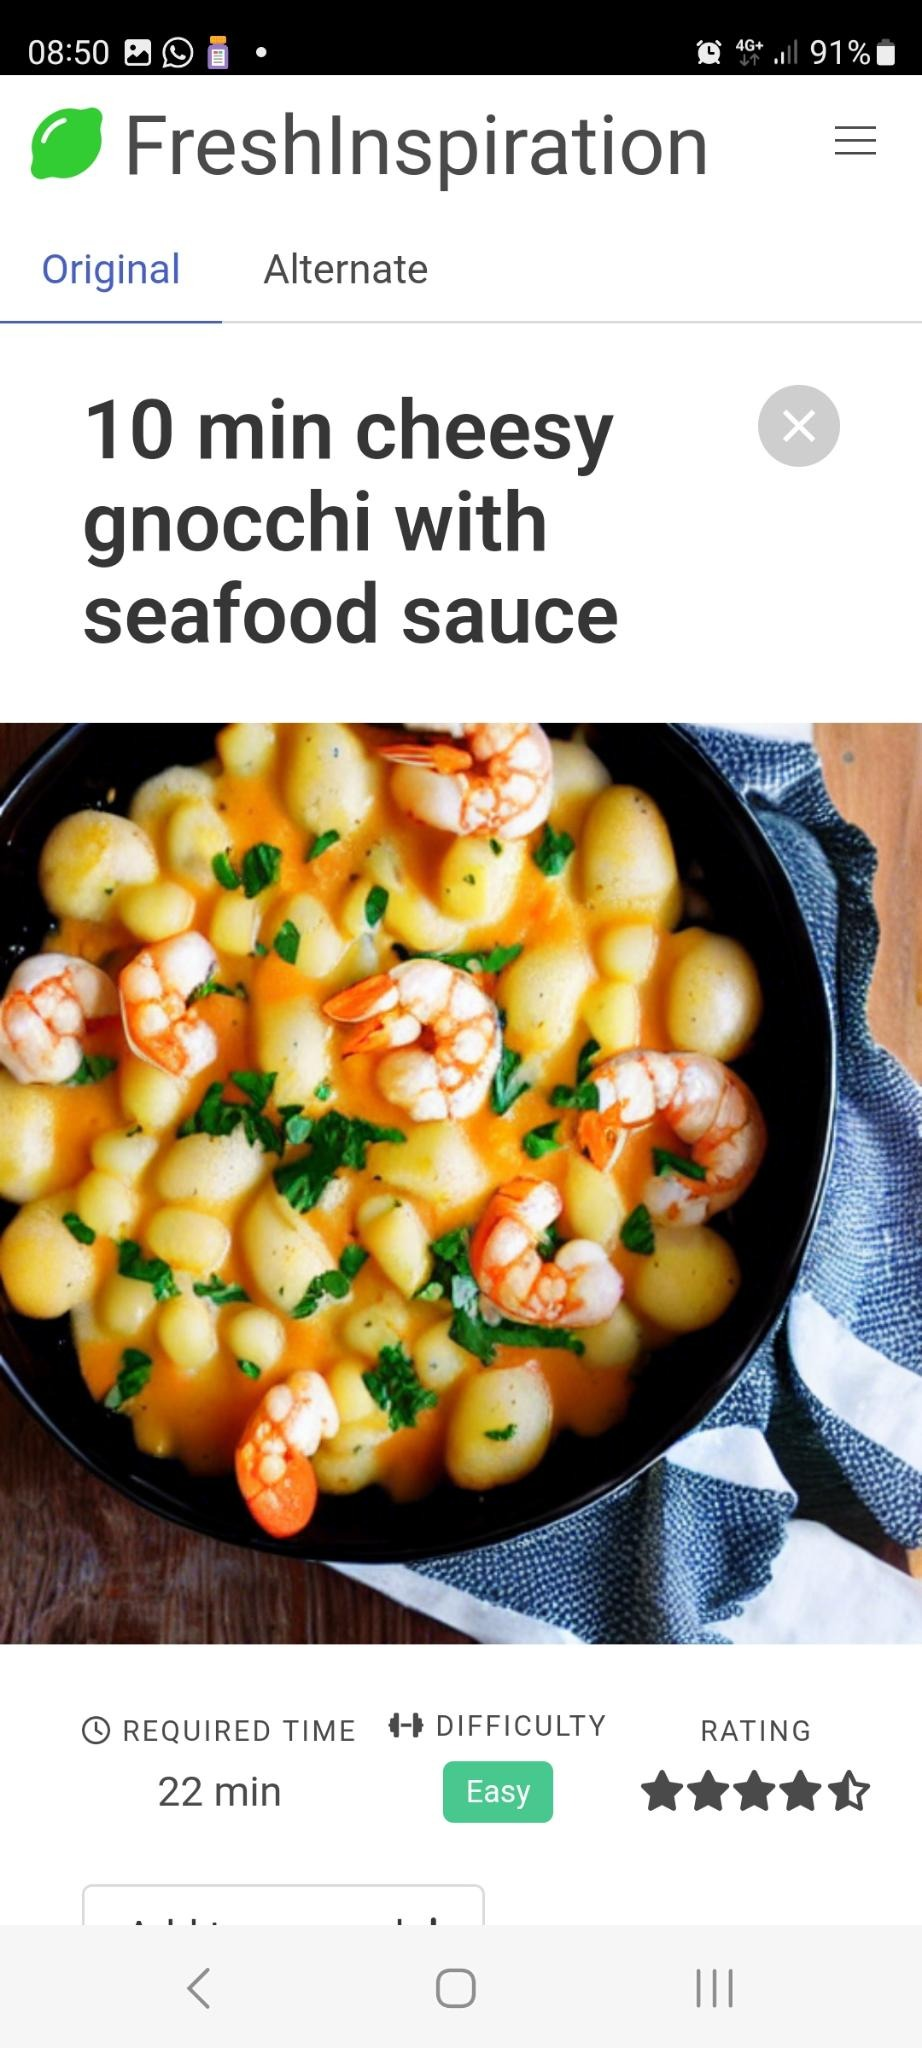 08:50
4G+ 91%
FreshInspiration
Original Alternate
10 min cheesy
gnocchi with
seafood sauce
REQUIRED TIME DIFFICULTY RATING
22 min Easy